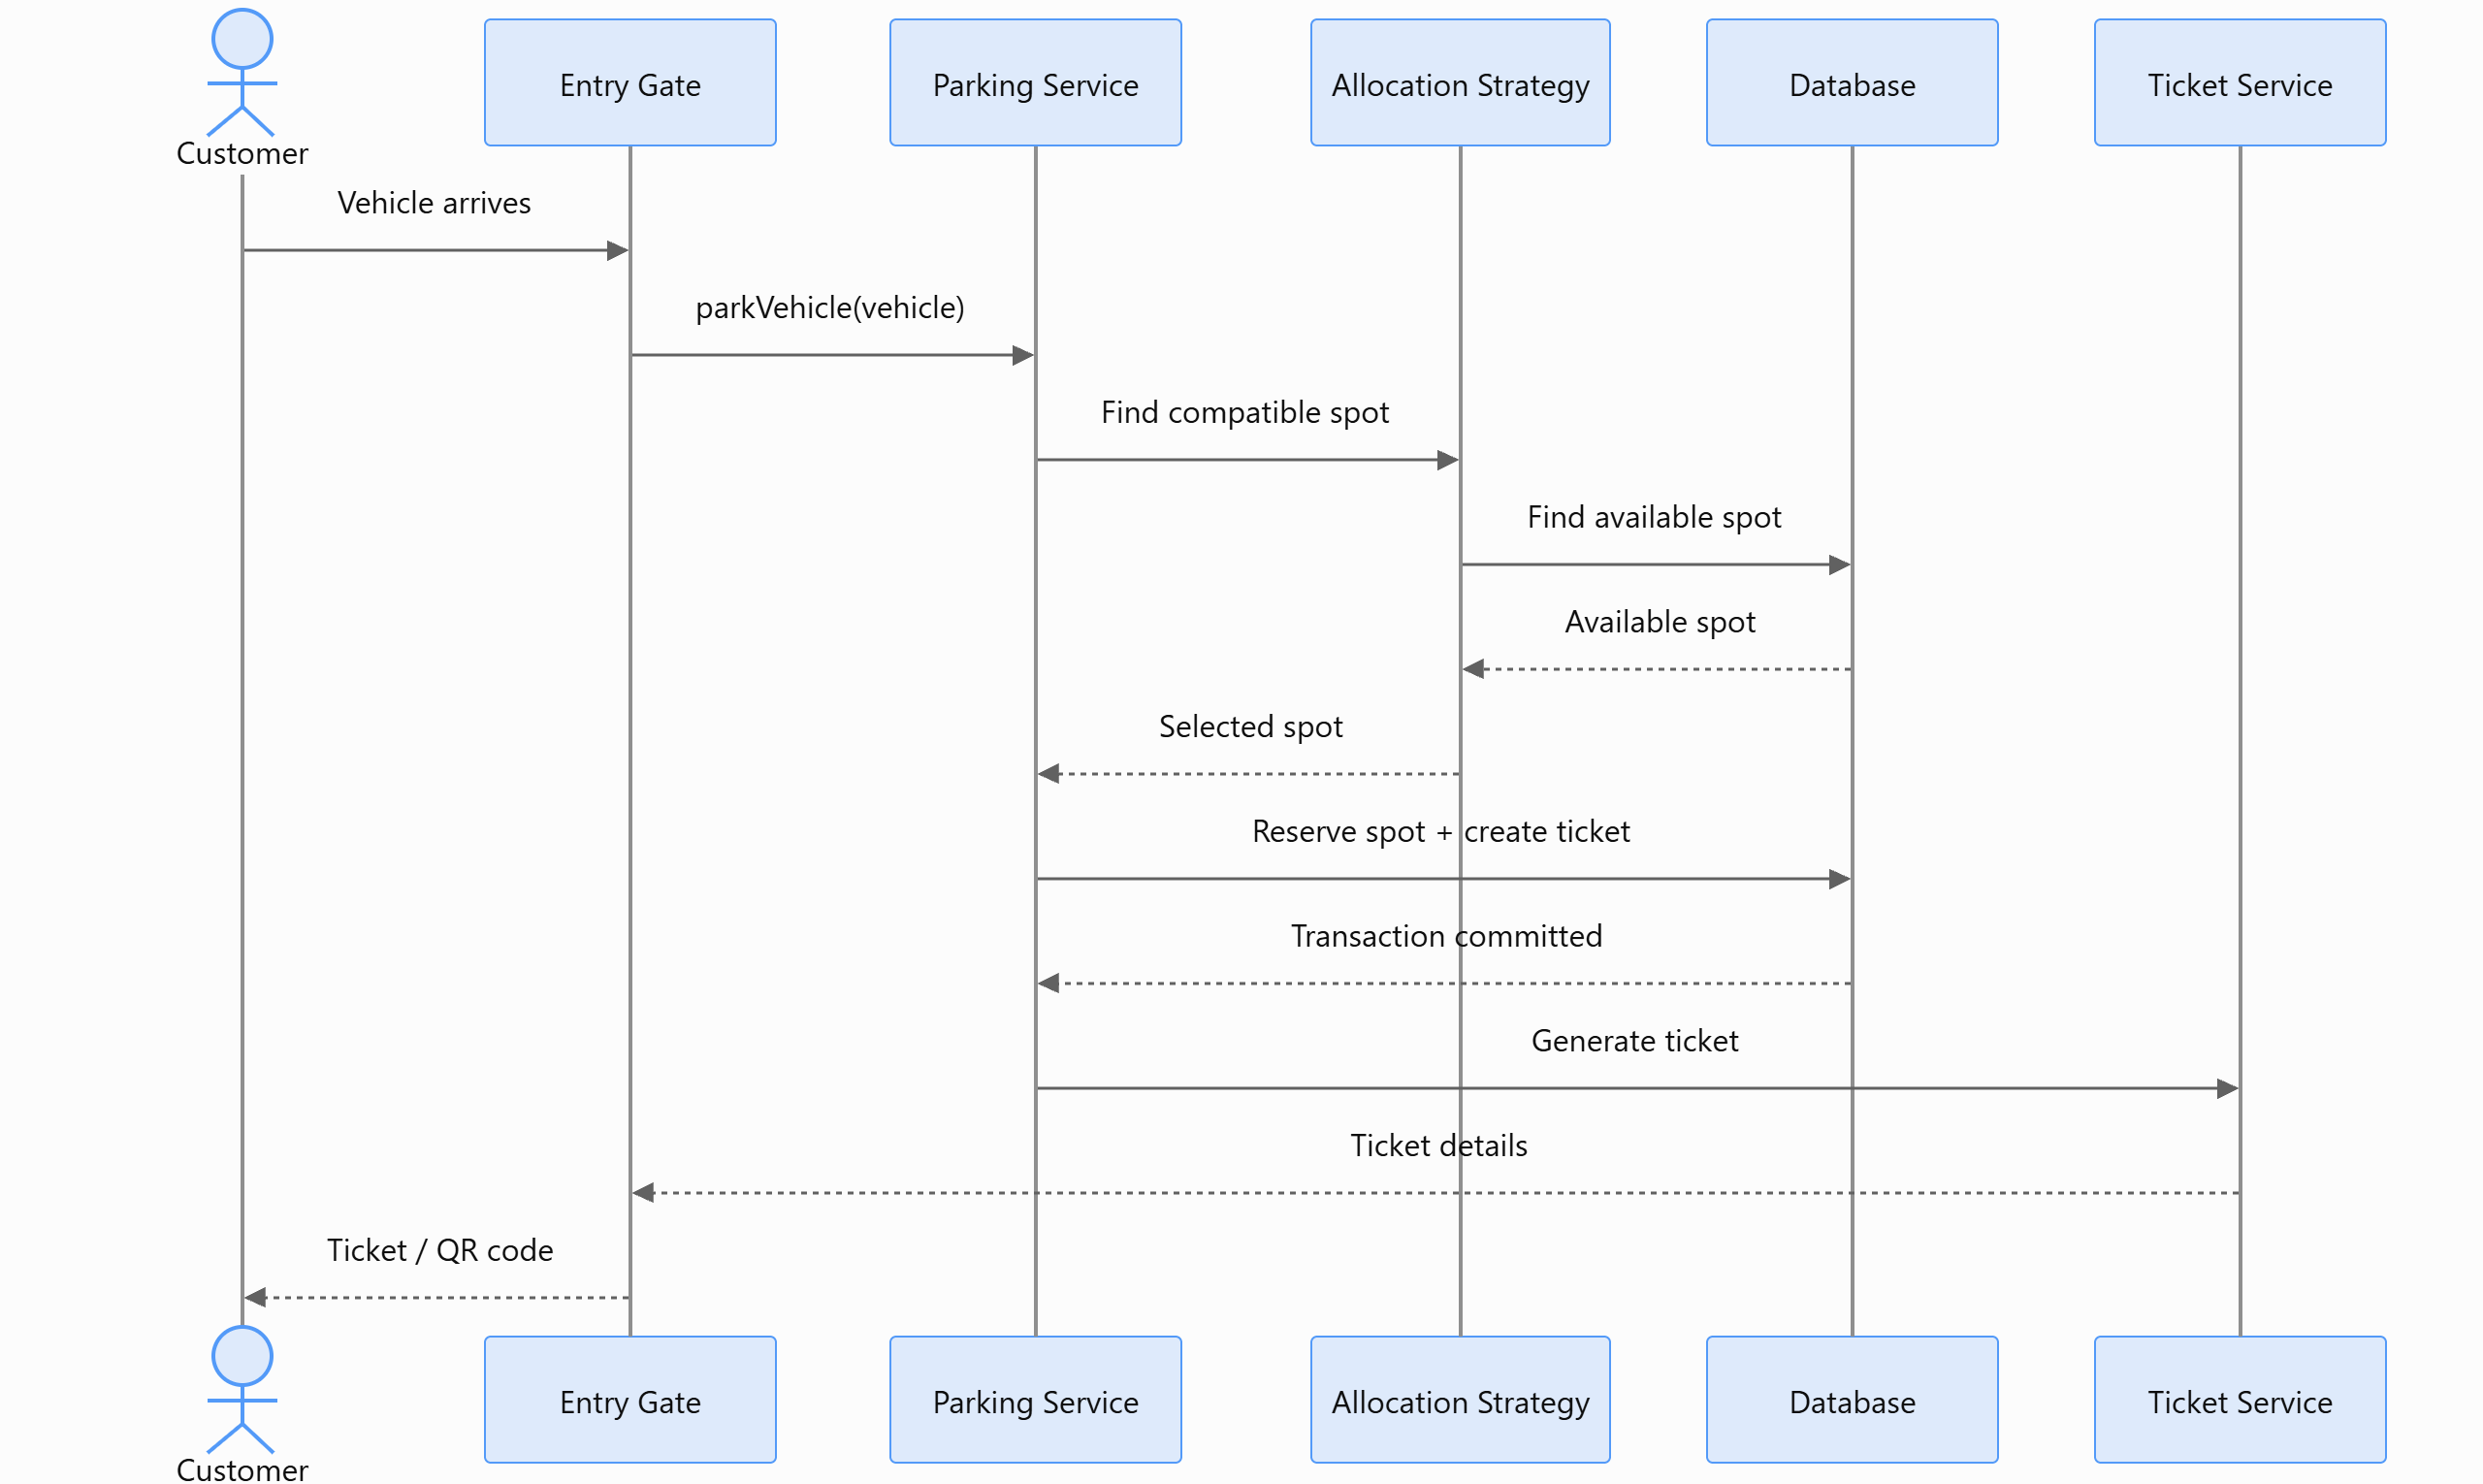 Customer
Entry Gate
Parking Service
Allocation Strategy
Database
Ticket Service
Vehicle arrives
parkVehicle(vehicle)
Find compatible spot
Find available spot
Available spot
Selected spot
Reserve spot + create ticket
Transaction committed
Generate ticket
Ticket details
Ticket / QR code
Customer
Entry Gate
Parking Service
Allocation Strategy
Database
Ticket Service